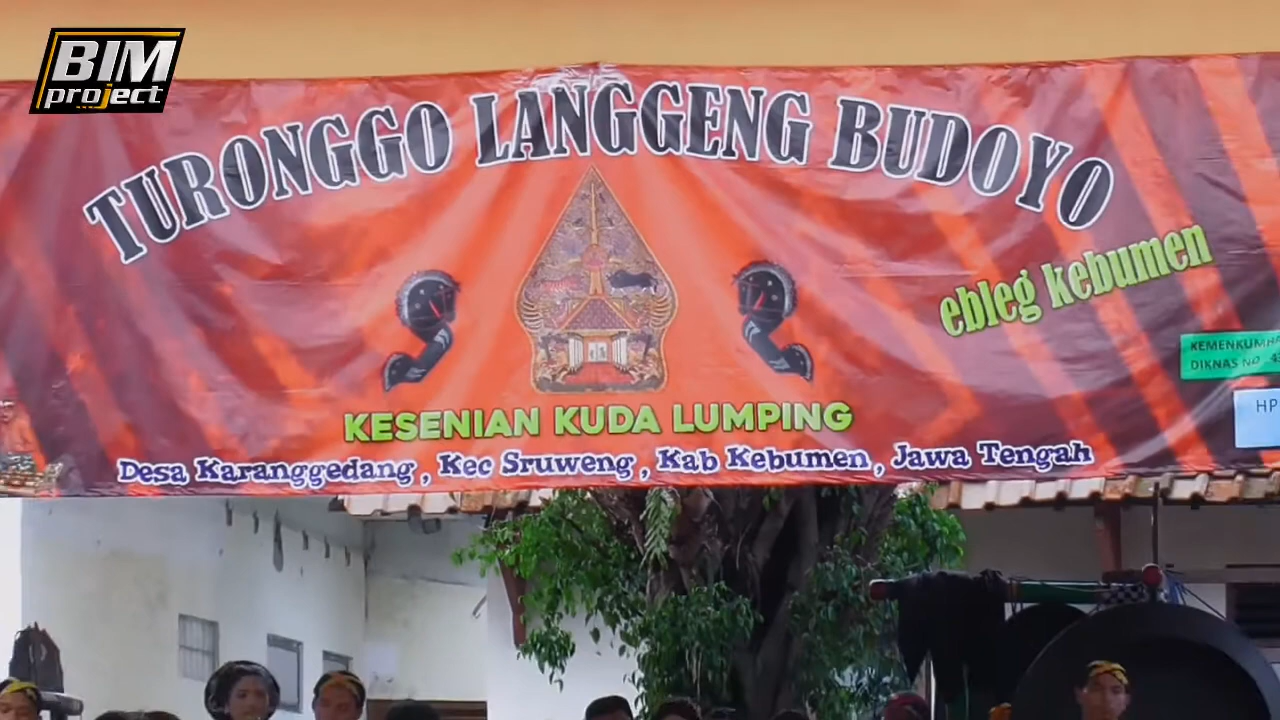 BIM
project
TURONGGO LANGGENG BUDOYO
ebleg kebumen
KEMENKUMHA
DIKNAS NO
HP
KESENIAN KUDA LUMPING
Desa Karanggedang , Kec Sruweng , Kab Kebumen , Jawa Tengah